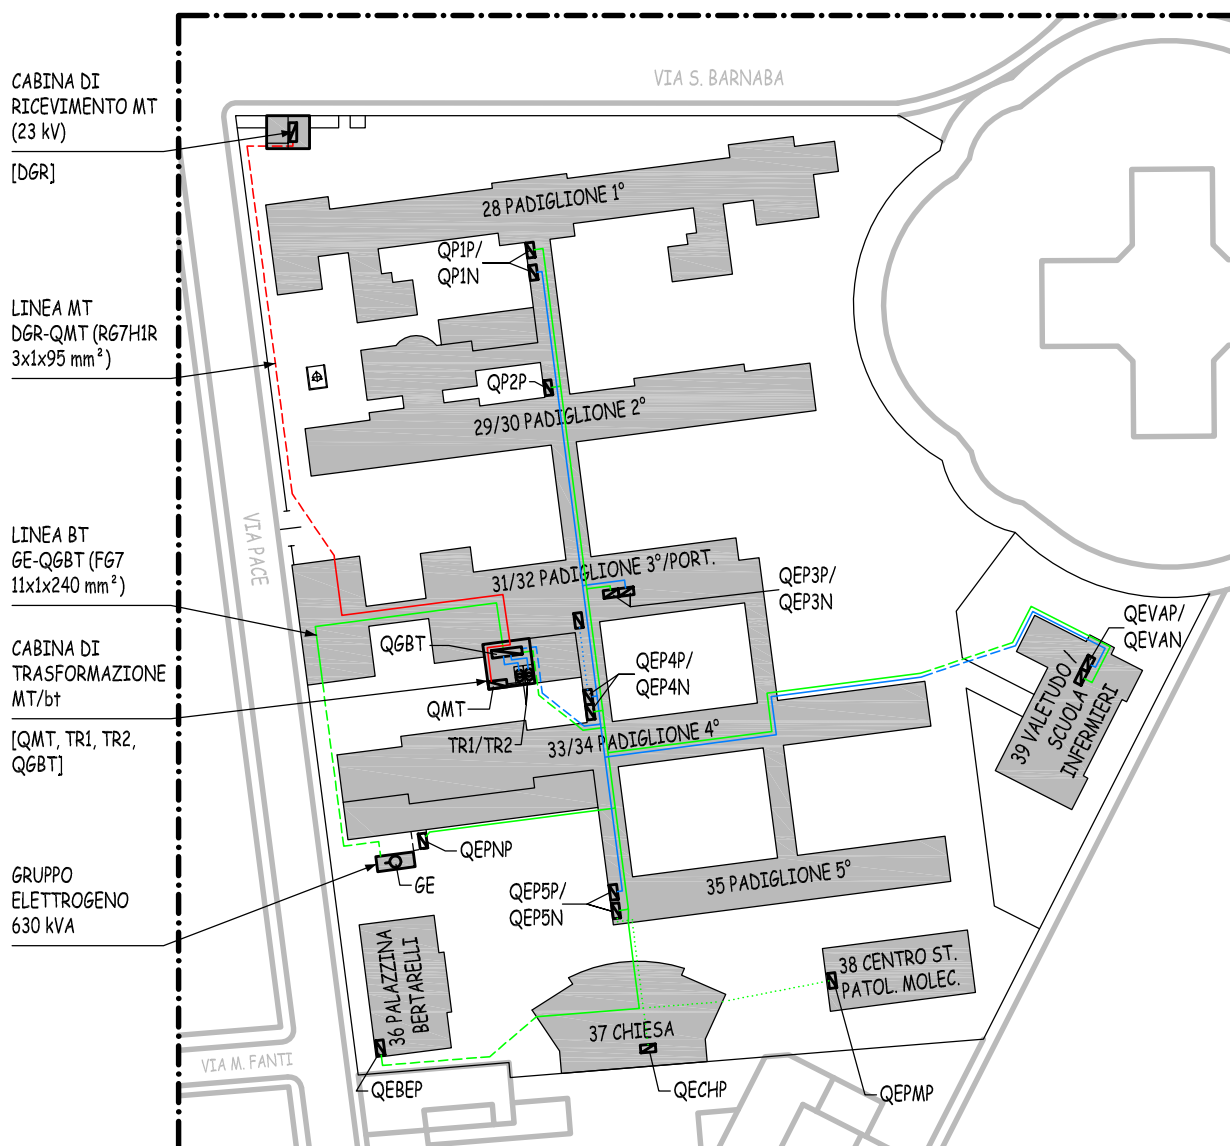 CABINA DI
RICEVIMENTO MT
(23 kV)
[DGR]
VIA S. BARNABA
28 PADIGLIONE 1°
QP1P/
QP1N
LINEA MT
DGR-QMT (RG7H1R
3x1x95 mm²)
QP2P
29/30 PADIGLIONE 2°
VIA PACE
LINEA BT
GE-QGBT (FG7
11x1x240 mm²)
31/32 PADIGLIONE 3°/PORT.
QEP3P/
QEP3N
QEVAP/
QEVAN
CABINA DI
TRASFORMAZIONE
MT/bt
[QMT, TR1, TR2,
QGBT]
QGBT
QEP4P/
QEP4N
QMT
TR1/TR2
33/34 PADIGLIONE 4°
39 VALETUDO /
SCUOLA
INFERMIERI
QEPNP
GE
GRUPPO
ELETTROGENO
630 kVA
QEP5P/
QEP5N
35 PADIGLIONE 5°
36 PALAZZINA
BERTARELLI
38 CENTRO ST.
PATOL. MOLEC.
37 CHIESA
VIA M. FANTI
QEBEP
QECHP
QEPMP